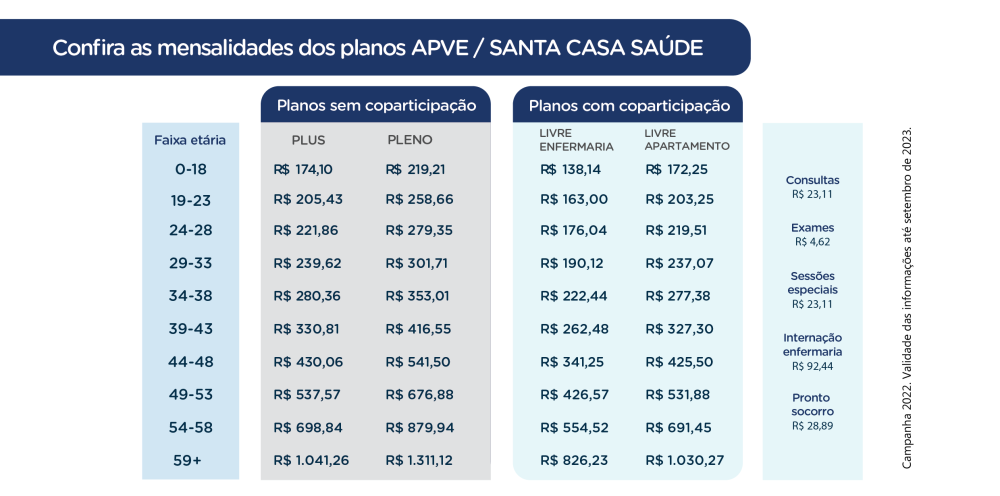 Confira as mensalidades dos planos APVE / SANTA CASA SAÚDE
Planos sem coparticipação Planos com coparticipação
Faixa etária PLUS PLENO LIVRE ENFERMARIA LIVRE APARTAMENTO
0-18 R$ 174,10 R$ 219,21 R$ 138,14 R$ 172,25
19-23 R$ 205,43 R$ 258,66 R$ 163,00 R$ 203,25
24-28 R$ 221,86 R$ 279,35 R$ 176,04 R$ 219,51
29-33 R$ 239,62 R$ 301,71 R$ 190,12 R$ 237,07
34-38 R$ 280,36 R$ 353,01 R$ 222,44 R$ 277,38
39-43 R$ 330,81 R$ 416,55 R$ 262,48 R$ 327,30
44-48 R$ 430,06 R$ 541,50 R$ 341,25 R$ 425,50
49-53 R$ 537,57 R$ 676,88 R$ 426,57 R$ 531,88
54-58 R$ 698,84 R$ 879,94 R$ 554,52 R$ 691,45
59+ R$ 1.041,26 R$ 1.311,12 R$ 826,23 R$ 1.030,27
Consultas
R$ 23,11
Exames
R$ 4,62
Sessões
especiais
R$ 23,11
Internação
enfermaria
R$ 92,44
Pronto
socorro
R$ 28,89
Campanha 2022. Validade das informações até setembro de 2023.